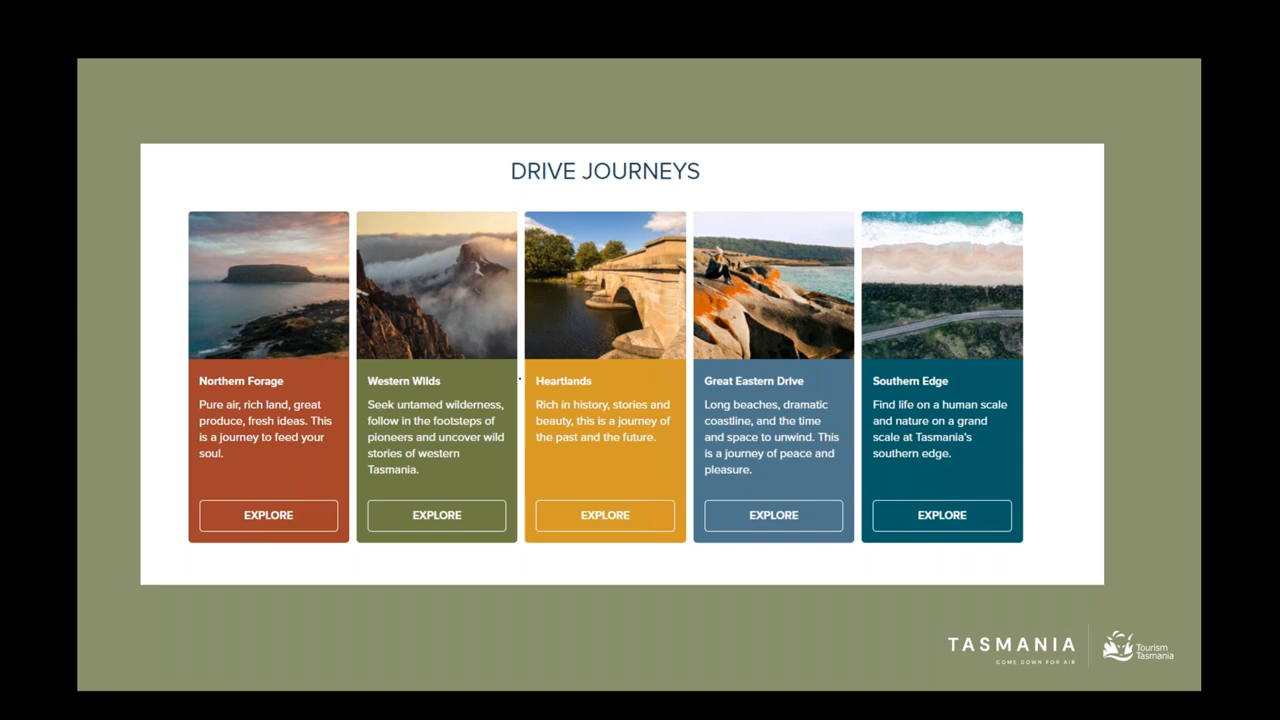 DRIVE JOURNEYS
Northern Forage
Pure air, rich land, great
produce, fresh ideas. This
is a journey to feed your
soul.
EXPLORE
Western Wilds
Seek untamed wilderness,
follow in the footsteps of
pioneers and uncover wild
stories of western
Tasmania.
EXPLORE
Heartlands
Rich in history, stories and
beauty, this is a journey of
the past and the future.
EXPLORE
Great Eastern Drive
Long beaches, dramatic
coastline, and the time
and space to unwind. This
is a journey of peace and
pleasure.
EXPLORE
Southern Edge
Find life on a human scale
and nature on a grand
scale at Tasmania's
southern edge.
EXPLORE
TASMANIA
COME DOWN FOR AIR
Tourism
Tasmania